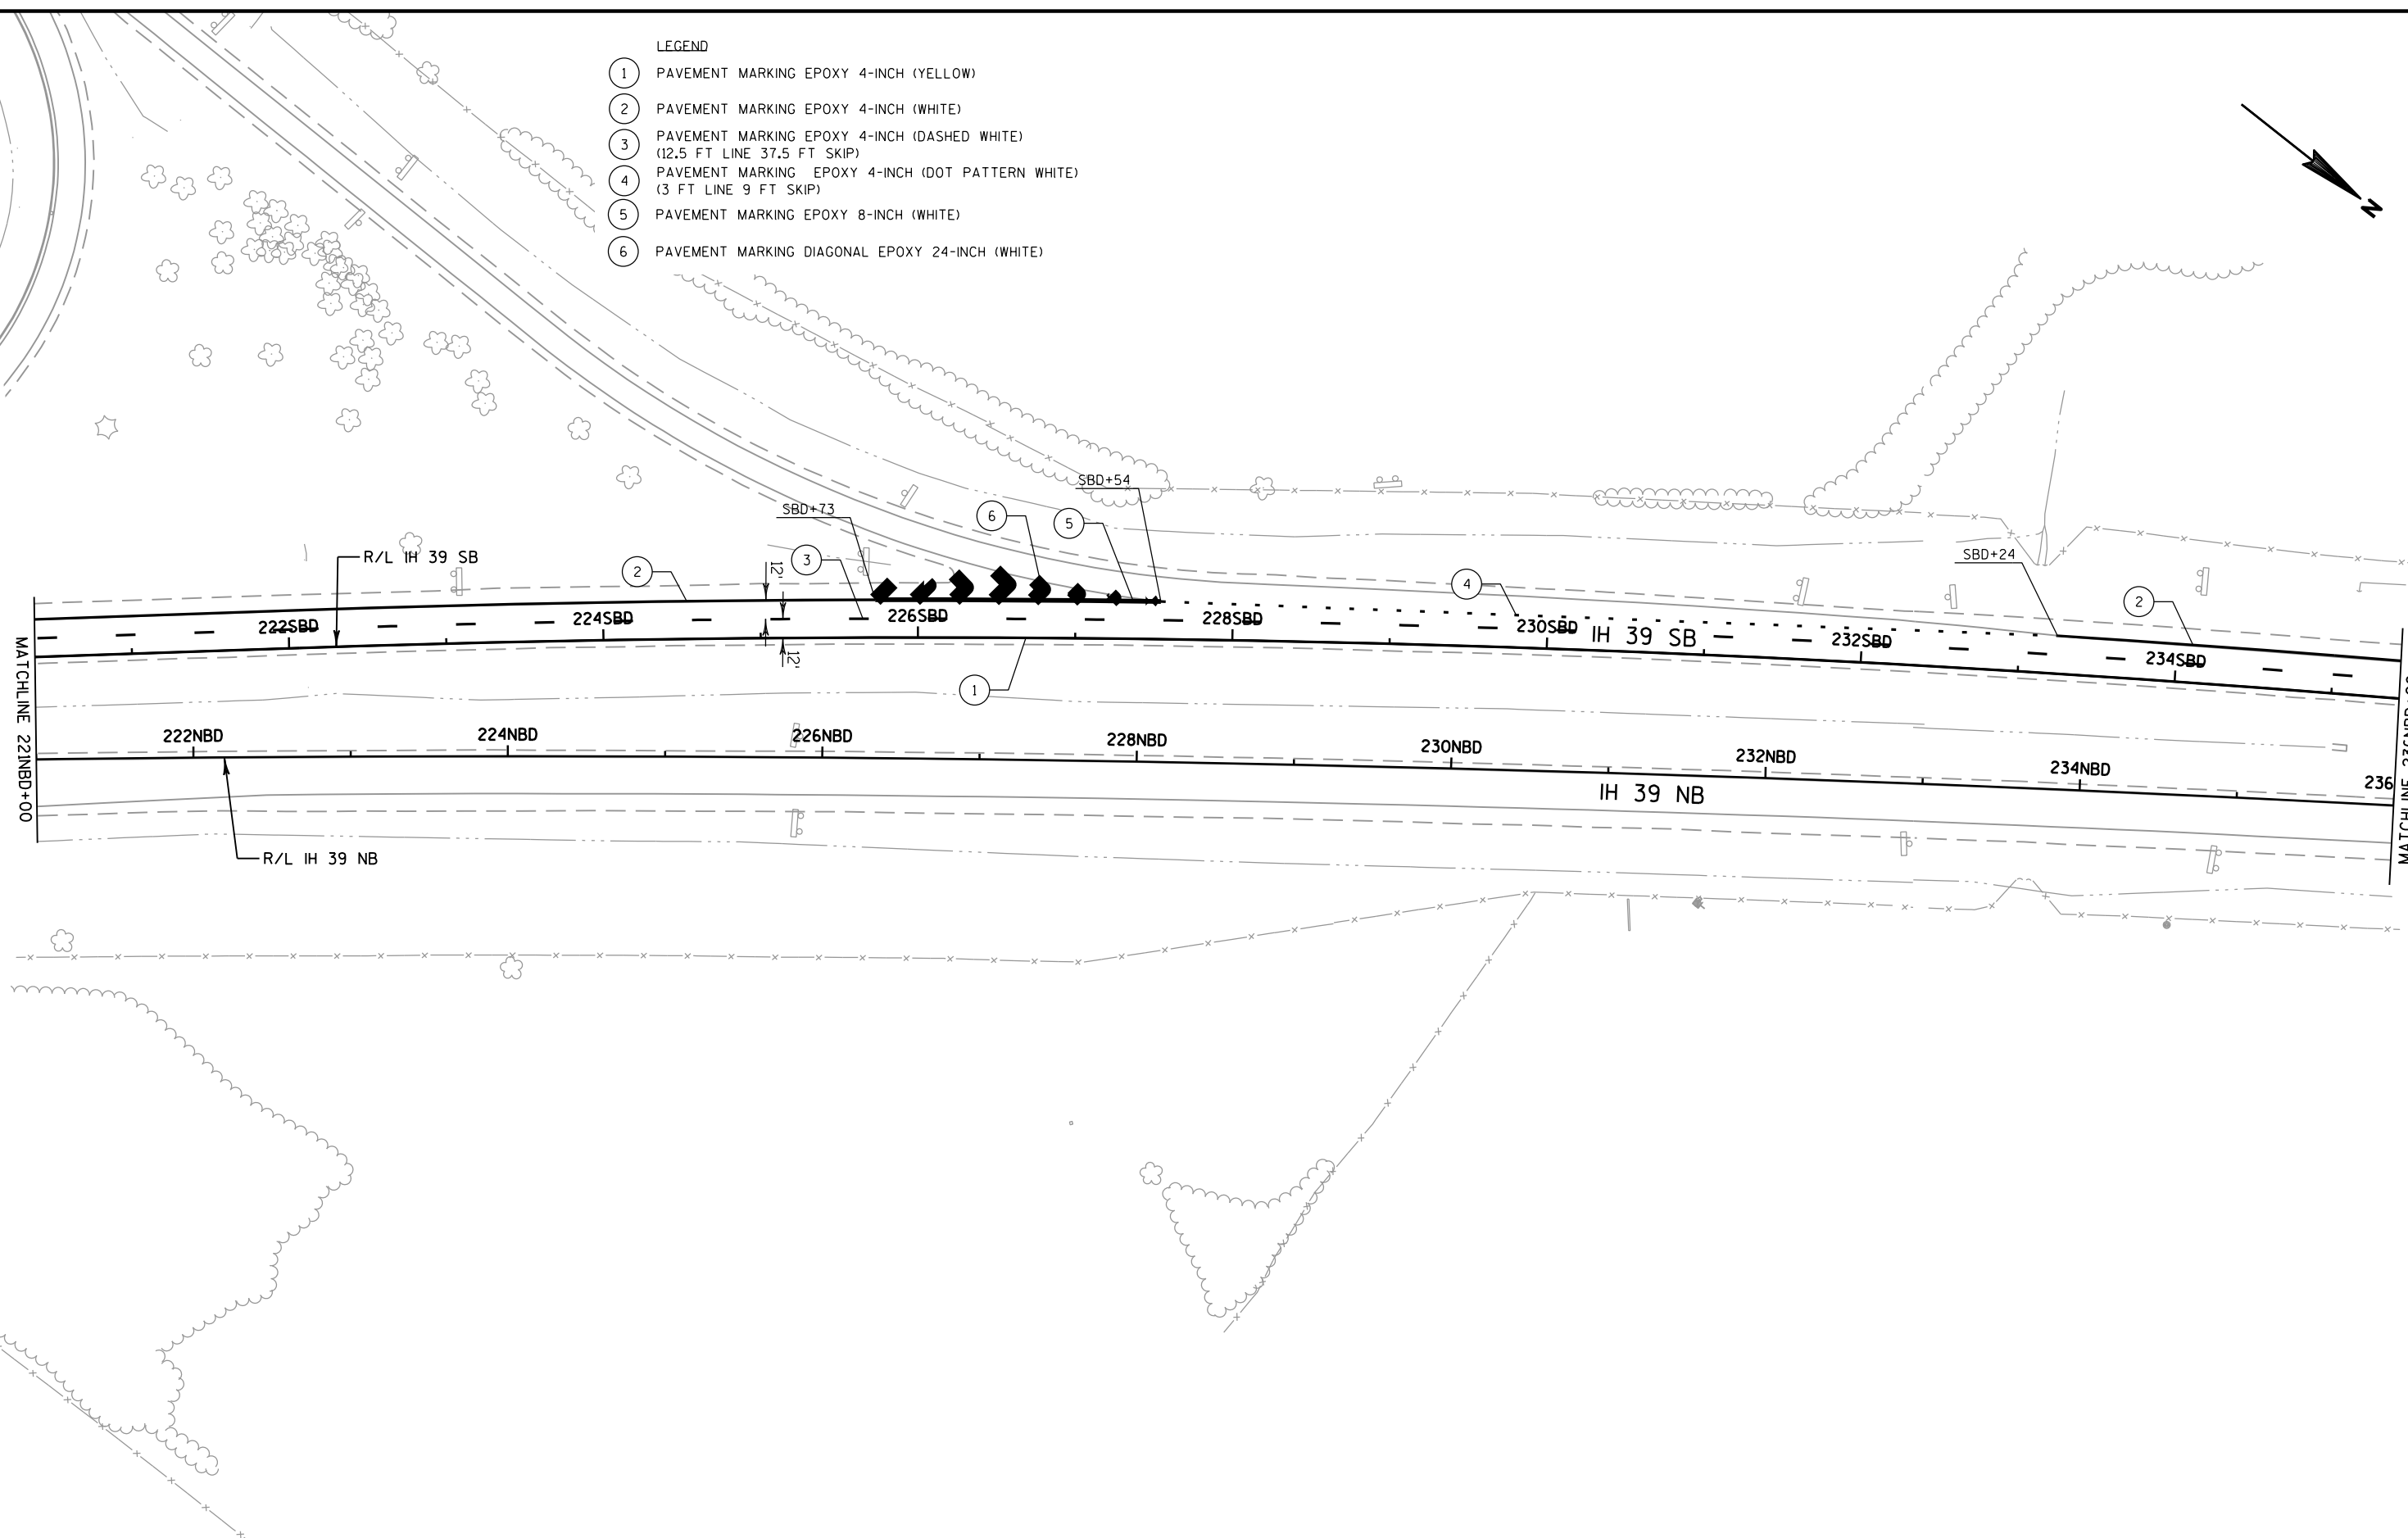 LEGEND
1 PAVEMENT MARKING EPOXY 4-INCH (YELLOW)
2 PAVEMENT MARKING EPOXY 4-INCH (WHITE)
3 PAVEMENT MARKING EPOXY 4-INCH (DASHED WHITE)
(12.5 FT LINE 37.5 FT SKIP)
4 PAVEMENT MARKING EPOXY 4-INCH (DOT PATTERN WHITE)
(3 FT LINE 9 FT SKIP)
5 PAVEMENT MARKING EPOXY 8-INCH (WHITE)
6 PAVEMENT MARKING DIAGONAL EPOXY 24-INCH (WHITE)
N
SBD+54
SBD+73
6
5
SBD+24
R/L IH 39 SB
3
2
12'
4
2
222SBD
224SBD
226SBD
228SBD
230SBD
IH 39 SB
232SBD
234SBD
12'
1
MATCHLINE 221NBD+00
222NBD
224NBD
226NBD
228NBD
230NBD
232NBD
234NBD
236
IH 39 NB
R/L IH 39 NB